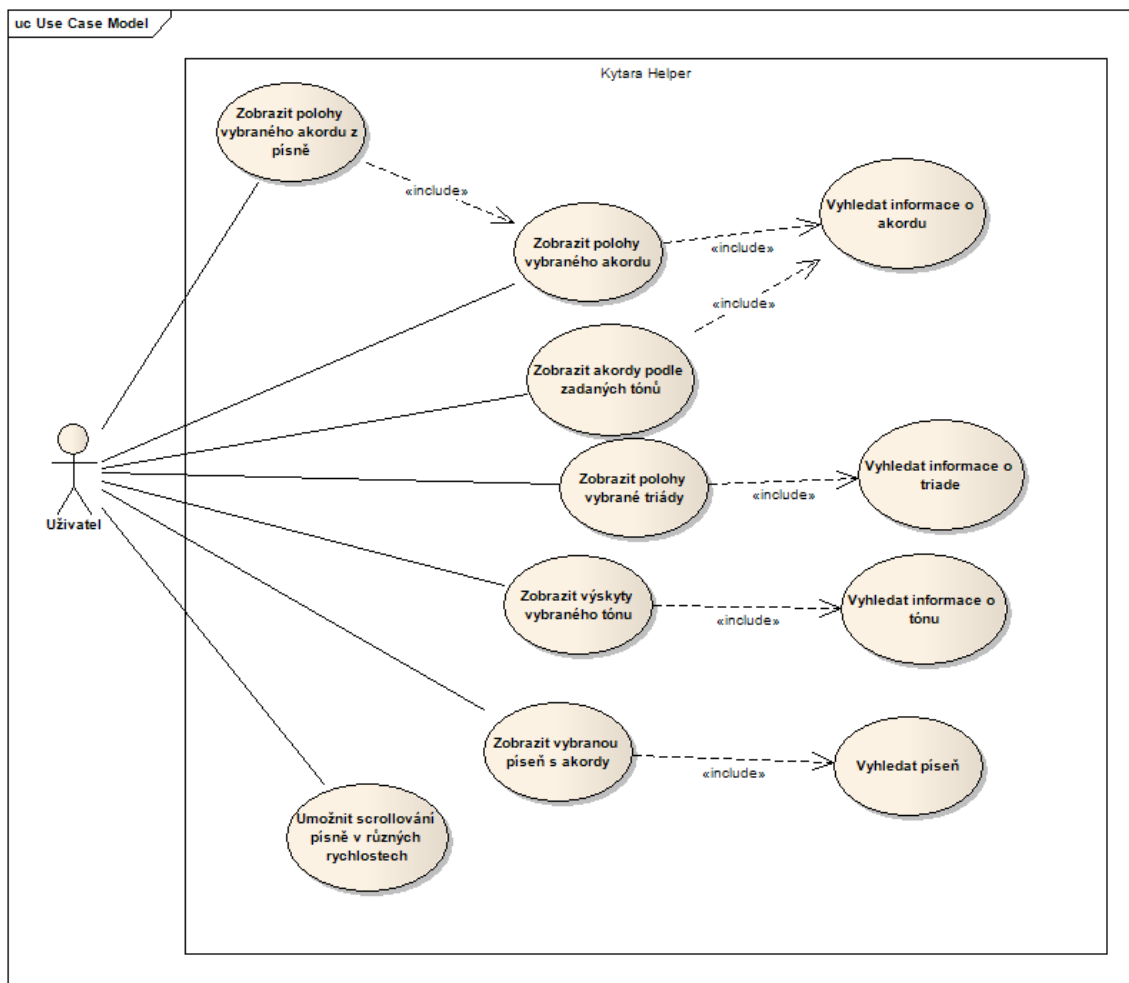 uc Use Case Model
Kytara Helper
Zobrazit polohy
vybraného akordu z
písně
«include»
Zobrazit polohy
vybraného akordu
«include»
Vyhledat informace o
akordu
«include»
Zobrazit akordy podle
zadaných tónů
Uživatel
Zobrazit polohy
vybrané triády
«include»
Vyhledat informace o
triade
Zobrazit výskyty
vybraného tónu
«include»
Vyhledat informace o
tónu
Zobrazit vybranou
píseň s akordy
«include»
Vyhledat píseň
Umožnit scrollování
písně v různých
rychlostech